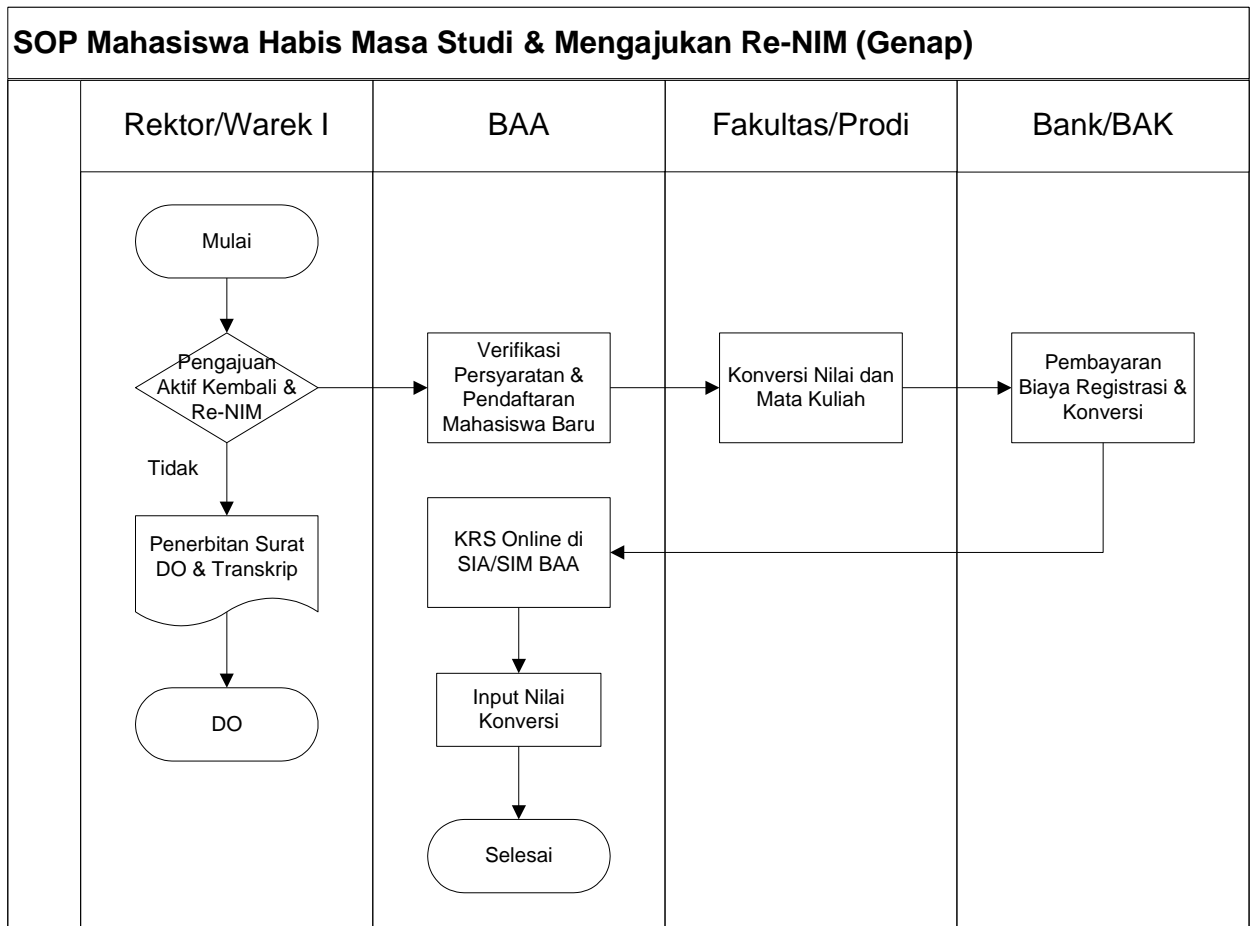 SOP Mahasiswa Habis Masa Studi & Mengajukan Re-NIM (Genap)
Rektor/Warek I
BAA
Fakultas/Prodi
Bank/BAK
Mulai
Pengajuan
Aktif Kembali &
Re-NIM
Verifikasi
Persyaratan &
Pendaftaran
Mahasiswa Baru
Konversi Nilai dan
Mata Kuliah
Pembayaran
Biaya Registrasi &
Konversi
Tidak
Penerbitan Surat
DO & Transkrip
KRS Online di
SIA/SIM BAA
DO
Input Nilai
Konversi
Selesai